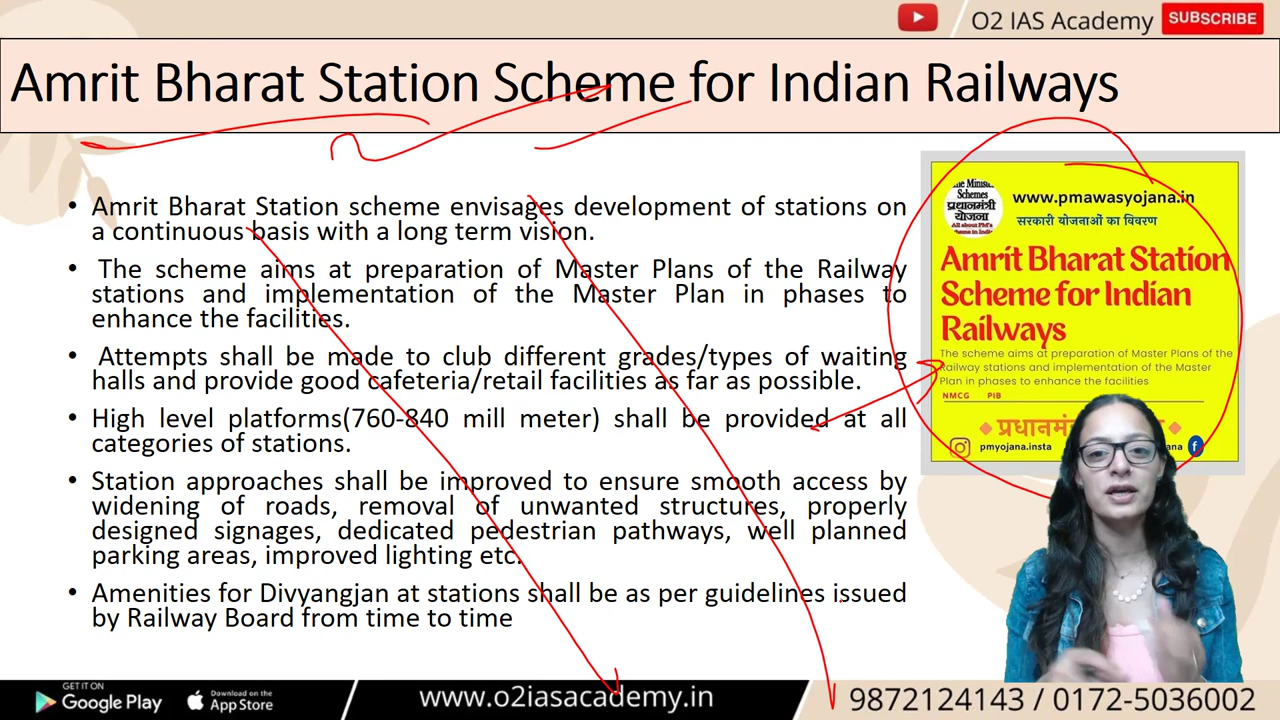 O2 IAS Academy SUBSCRIBE
Amrit Bharat Station Scheme for Indian Railways
• Amrit Bharat Station scheme envisages development of stations on
a continuous basis with a long term vision.
• The scheme aims at preparation of Master Plans of the Railway
stations and implementation of the Master Plan in phases to
enhance the facilities.
• Attempts shall be made to club different grades/types of waiting
halls and provide good cafeteria/retail facilities as far as possible.
• High level platforms(760-840 mill meter) shall be provided at all
categories of stations.
• Station approaches shall be improved to ensure smooth access by
widening of roads, removal of unwanted structures, properly
designed signages, dedicated pedestrian pathways, well planned
parking areas, improved lighting etc.
• Amenities for Divyangjan at stations shall be as per guidelines issued
by Railway Board from time to time
Schemes
प्रधानमंत्री
योजना
www.pmawasyojana.in
सरकारी योजनाओं का विवरण
Amrit Bharat Station
Scheme for Indian
Railways
The scheme aims at preparation of Master Plans of the
Railway stations and implementation of the Master
Plan in phases to enhance the facilities
NMCG PIB
pmyojana.insta
GET IT ON
Google Play
Download on the
App Store
www.o2iasacademy.in
9872124143 / 0172-5036002